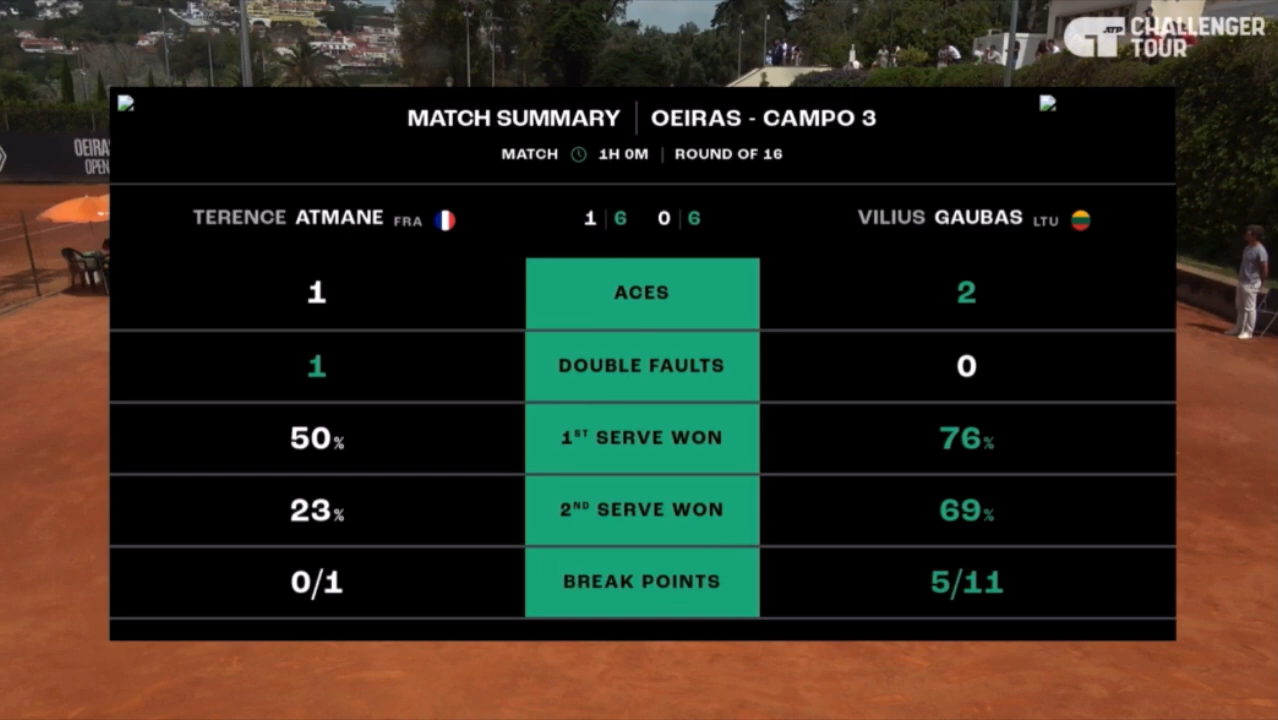 CHALLENGER
ATP
TOUR
MATCH SUMMARY | OEIRAS - CAMPO 3
MATCH 1H 0M | ROUND OF 16
OEIRAS
OPEN
TERENCE ATMANE FRA 1 | 6 0 | 6 VILIUS GAUBAS LTU
1 ACES 2
1 DOUBLE FAULTS 0
50% 1ST SERVE WON 76%
23% 2ND SERVE WON 69%
0/1 BREAK POINTS 5/11